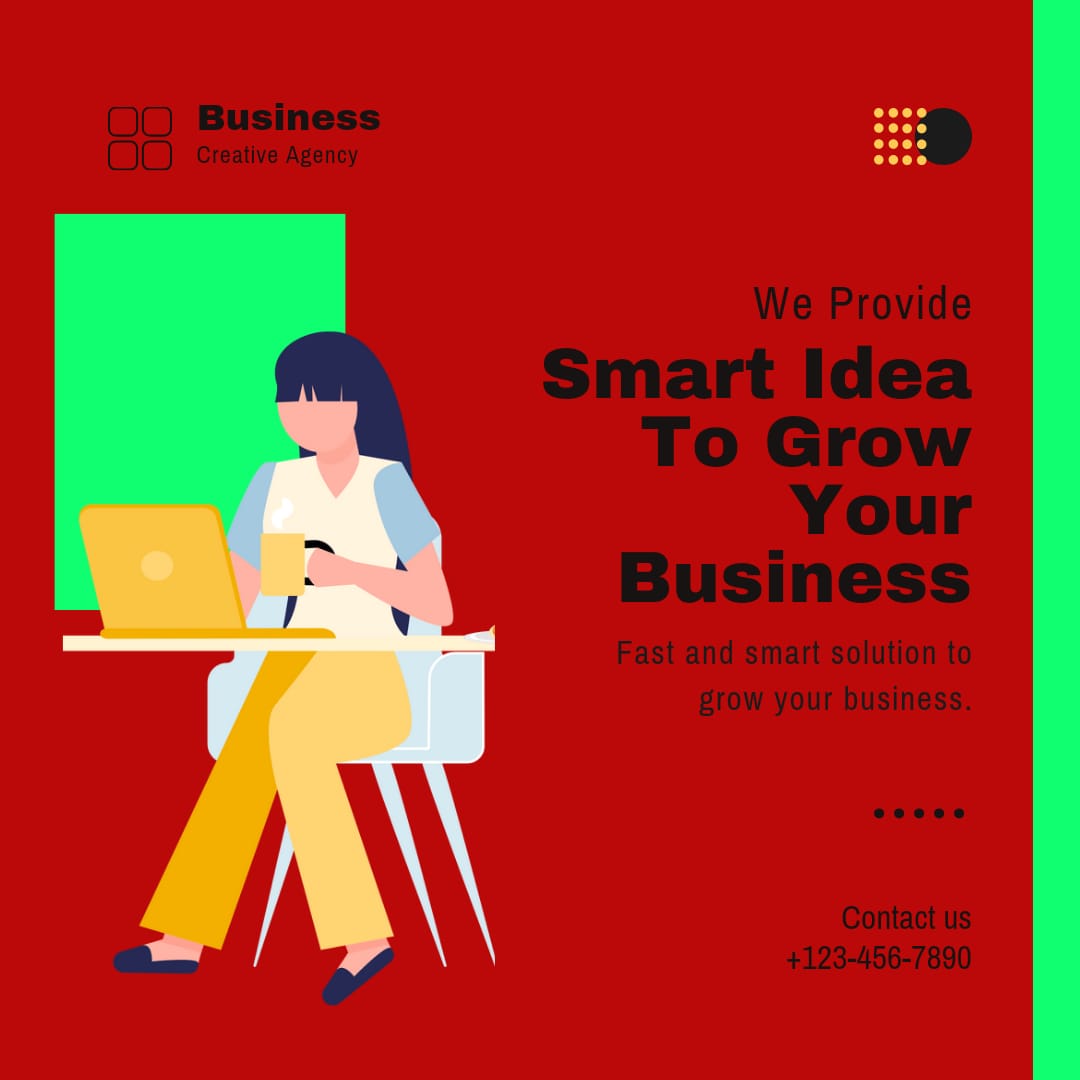 Business
Creative Agency
We Provide
Smart Idea
To Grow
Your
Business
Fast and smart solution to
grow your business.
Contact us
+123-456-7890